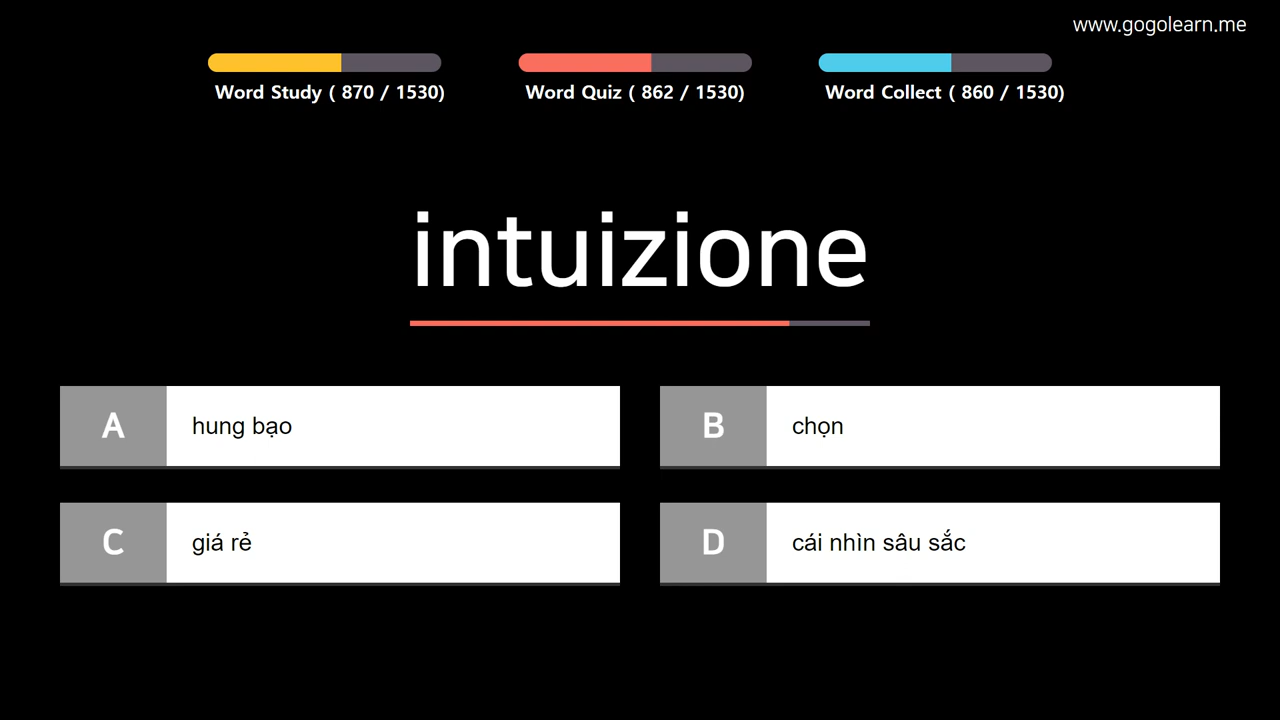 www.gogolearn.me
Word Study ( 870 / 1530)
Word Quiz ( 862 / 1530)
Word Collect ( 860 / 1530)
intuizione
A hung bạo
B chọn
C giá rẻ
D cái nhìn sâu sắc